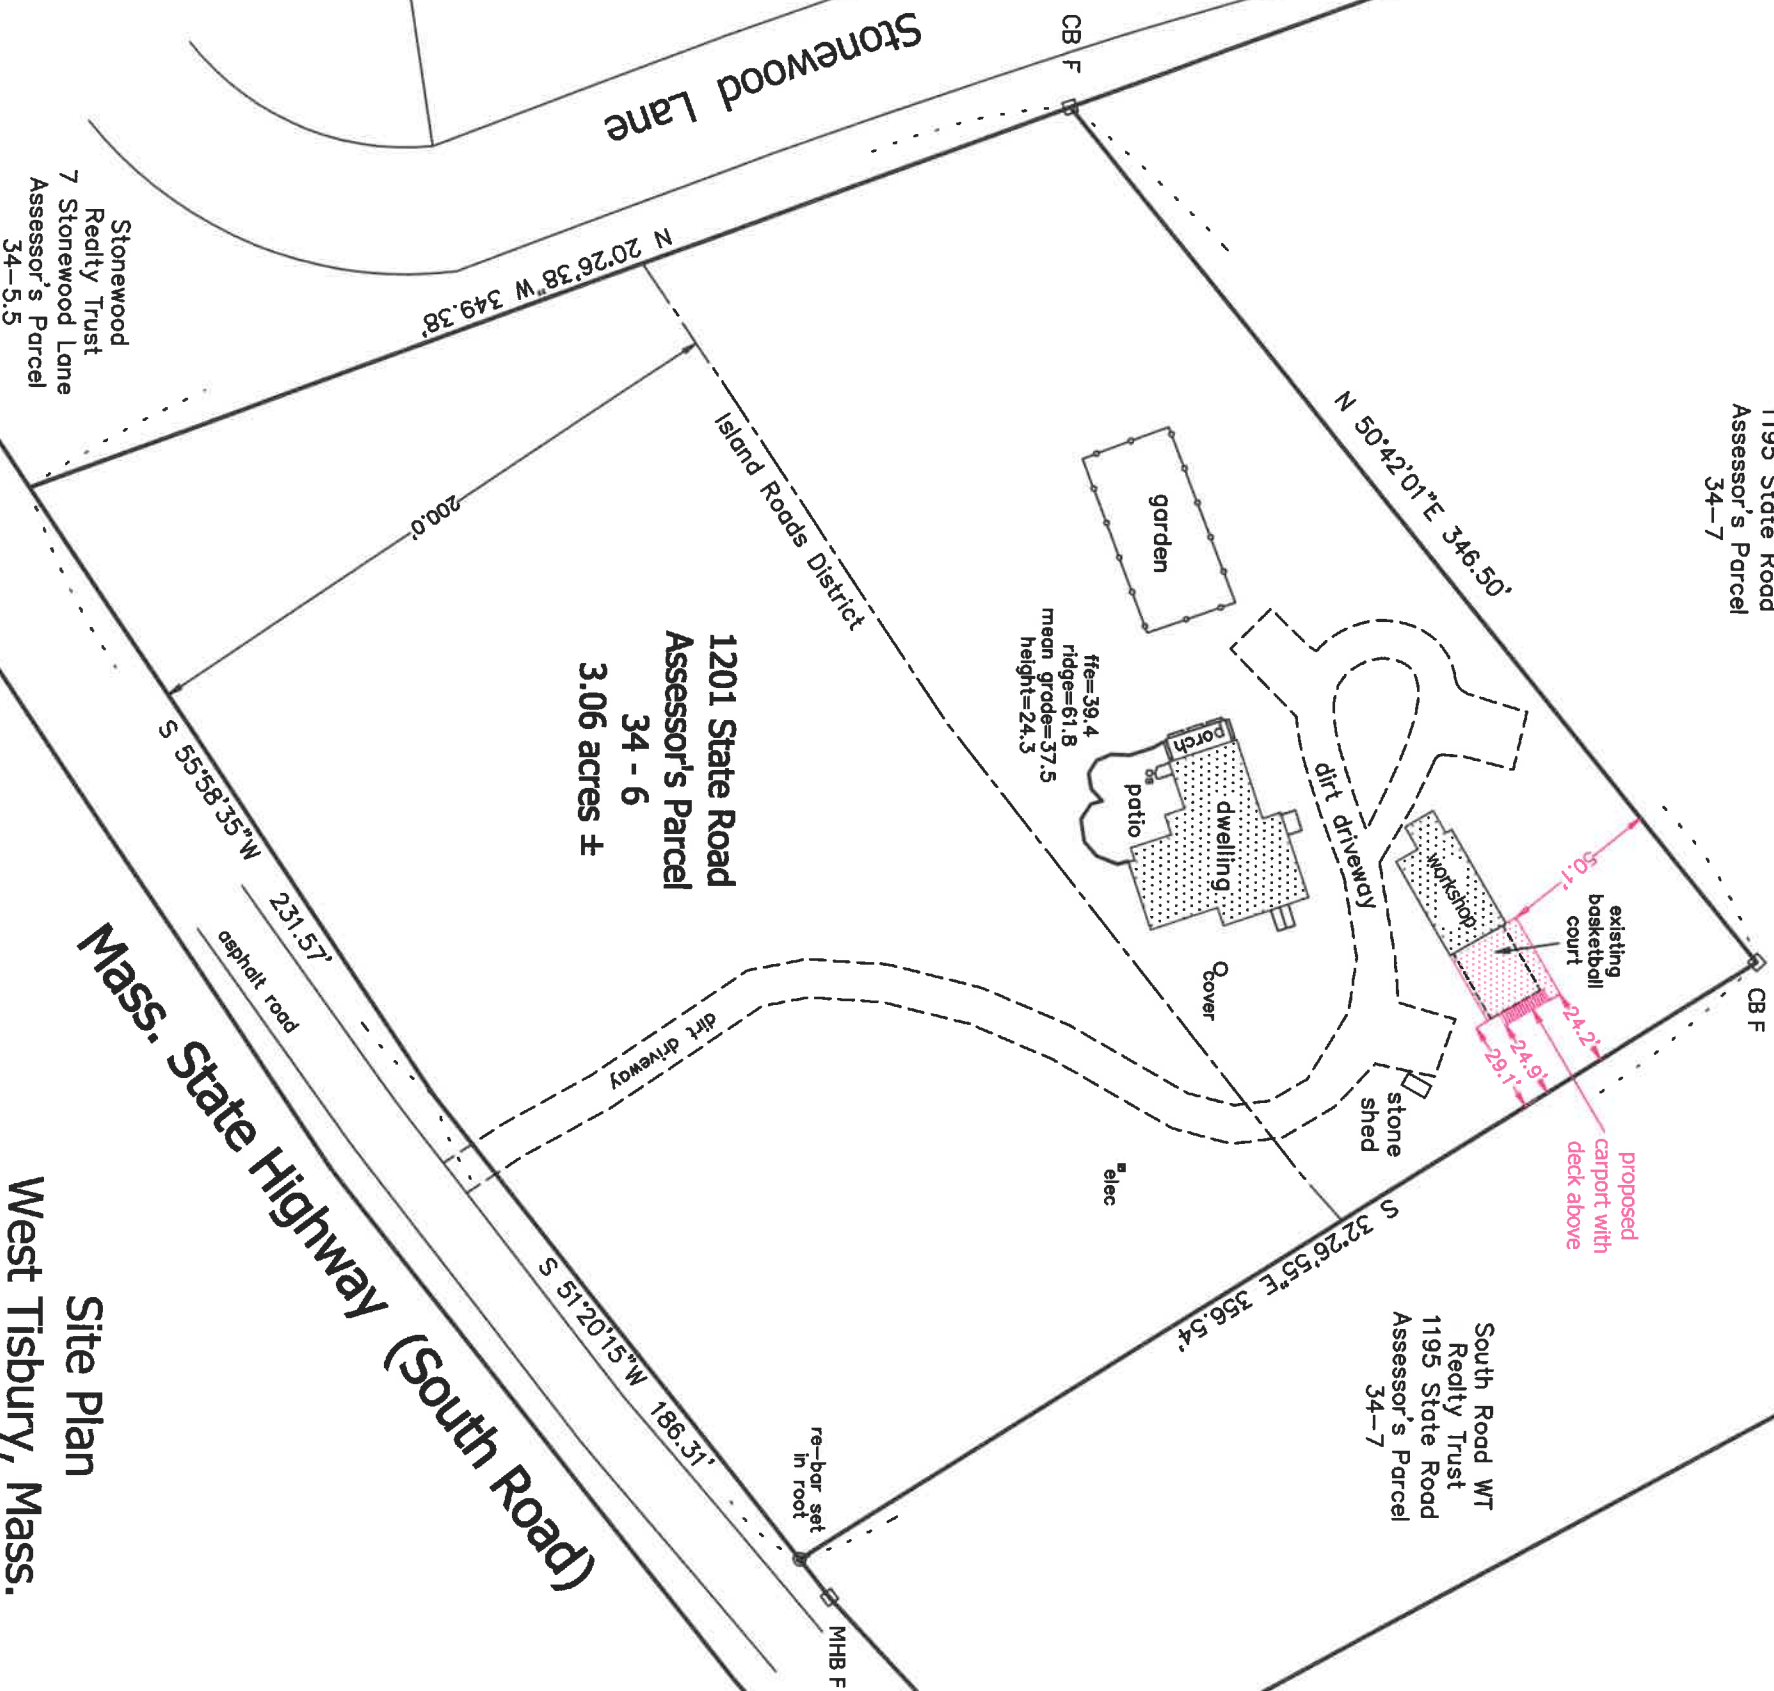 Stonewood Lane
CB F
1195 State Road
Assessor's Parcel
34-7
N 50°42'01"E 346.50'
N 20°26'38"W 349.38'
Stonewood
Realty Trust
7 Stonewood Lane
Assessor's Parcel
34-5.5
200.0'
Island Roads District
garden
ffe=39.4
ridge=61.8
mean grade=37.5
height=24.3
porch
patio
dwelling
dirt driveway
workshop
50.1'
existing
basketball
court
CB F
24.2'
24.9'
29.1'
proposed
carport with
deck above
stone
shed
cover
elec
1201 State Road
Assessor's Parcel
34 - 6
3.06 acres ±
dirt driveway
S 32°26'55"E 356.54'
South Road WT
Realty Trust
1195 State Road
Assessor's Parcel
34-7
S 55°58'35"W 231.57'
asphalt road
S 51°20'15"W 186.31'
re-bar set
in root
MHB F
Mass. State Highway (South Road)
Site Plan
West Tisbury, Mass.